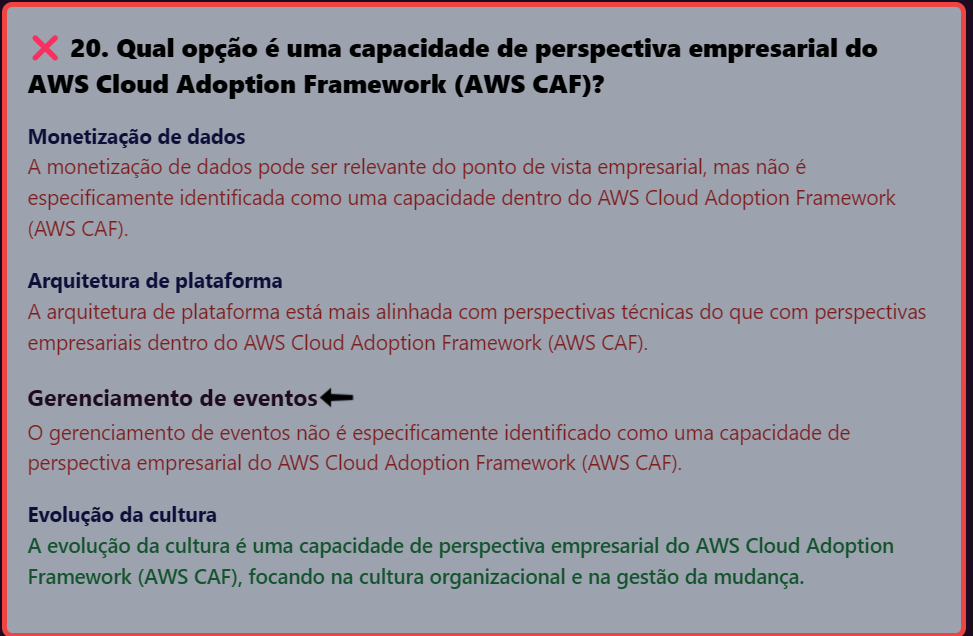 ❌ 20. Qual opção é uma capacidade de perspectiva empresarial do
AWS Cloud Adoption Framework (AWS CAF)?
Monetização de dados
A monetização de dados pode ser relevante do ponto de vista empresarial, mas não é
especificamente identificada como uma capacidade dentro do AWS Cloud Adoption Framework
(AWS CAF).
Arquitetura de plataforma
A arquitetura de plataforma está mais alinhada com perspectivas técnicas do que com perspectivas
empresariais dentro do AWS Cloud Adoption Framework (AWS CAF).
Gerenciamento de eventos
O gerenciamento de eventos não é especificamente identificado como uma capacidade de
perspectiva empresarial do AWS Cloud Adoption Framework (AWS CAF).
Evolução da cultura
A evolução da cultura é uma capacidade de perspectiva empresarial do AWS Cloud Adoption
Framework (AWS CAF), focando na cultura organizacional e na gestão da mudança.